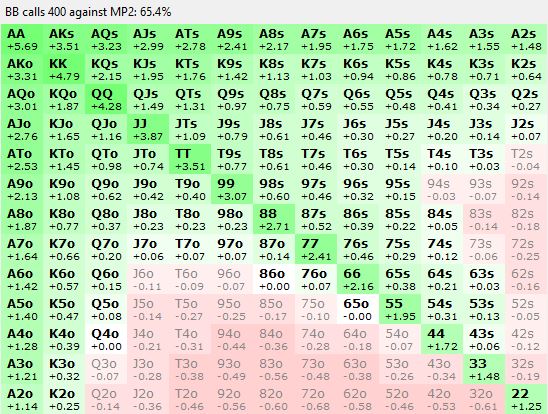 BB calls 400 against MP2: 65.4%
AA AKs AQs AJs ATs A9s A8s A7s A6s A5s A4s A3s A2s
+5.69 +3.51 +3.23 +2.99 +2.78 +2.41 +2.17 +1.95 +1.75 +1.72 +1.62 +1.55 +1.48
AKo KK KQs KJs KTs K9s K8s K7s K6s K5s K4s K3s K2s
+3.31 +4.79 +2.15 +1.95 +1.76 +1.42 +1.13 +1.03 +0.94 +0.86 +0.78 +0.71 +0.64
AQo KQo QQ QJs QTs Q9s Q8s Q7s Q6s Q5s Q4s Q3s Q2s
+3.01 +1.87 +4.28 +1.49 +1.31 +0.97 +0.75 +0.59 +0.55 +0.48 +0.41 +0.34 +0.27
AJo KJo QJo JJ JTs J9s J8s J7s J6s J5s J4s J3s J2s
+2.76 +1.65 +1.16 +3.87 +1.09 +0.79 +0.61 +0.46 +0.30 +0.27 +0.20 +0.14 +0.07
ATo KTo QTo JTo TT T9s T8s T7s T6s T5s T4s T3s T2s
+2.53 +1.45 +0.98 +0.74 +3.51 +0.77 +0.61 +0.46 +0.30 +0.14 +0.10 +0.03 -0.04
A9o K9o Q9o J9o T9o 99 98s 97s 96s 95s 94s 93s 92s
+2.13 +1.08 +0.62 +0.42 +0.40 +3.07 +0.60 +0.46 +0.32 +0.15 -0.03 -0.07 -0.14
A8o K8o Q8o J8o T8o 98o 88 87s 86s 85s 84s 83s 82s
+1.87 +0.77 +0.37 +0.23 +0.23 +0.23 +2.71 +0.52 +0.39 +0.22 +0.05 -0.14 -0.18
A7o K7o Q7o J7o T7o 97o 87o 77 76s 75s 74s 73s 72s
+1.64 +0.66 +0.20 +0.06 +0.07 +0.07 +0.14 +2.41 +0.46 +0.29 +0.12 -0.06 -0.25
A6o K6o Q6o J6o T6o 96o 86o 76o 66 65s 64s 63s 62s
+1.42 +0.57 +0.15 -0.11 -0.09 -0.07 +0.00 +0.07 +2.16 +0.38 +0.21 +0.03 -0.16
A5o K5o Q5o J5o T5o 95o 85o 75o 65o 55 54s 53s 52s
+1.40 +0.47 +0.08 -0.14 -0.27 -0.25 -0.17 -0.10 -0.00 +1.95 +0.31 +0.13 -0.05
A4o K4o Q4o J4o T4o 94o 84o 74o 64o 54o 44 43s 42s
+1.28 +0.39 +0.00 -0.21 -0.31 -0.44 -0.36 -0.28 -0.18 -0.07 +1.72 +0.06 -0.12
A3o K3o Q3o J3o T3o 93o 83o 73o 63o 53o 43o 33 32s
+1.21 +0.32 -0.07 -0.28 -0.38 -0.49 -0.56 -0.48 -0.38 -0.26 -0.34 +1.48 -0.19
A2o K2o Q2o J2o T2o 92o 82o 72o 62o 52o 42o 32o 22
+1.12 +0.25 -0.14 -0.36 -0.46 -0.56 -0.60 -0.68 -0.58 -0.46 -0.53 -0.61 +1.25